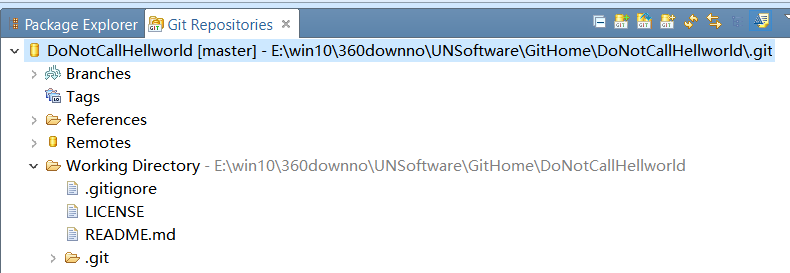 Package Explorer Git Repositories
DoNotCallHellworld [master] - E:\win10\360downno\UNSoftware\GitHome\DoNotCallHellworld\.git
Branches
Tags
References
Remotes
Working Directory - E:\win10\360downno\UNSoftware\GitHome\DoNotCallHellworld
.gitignore
LICENSE
README.md
.git